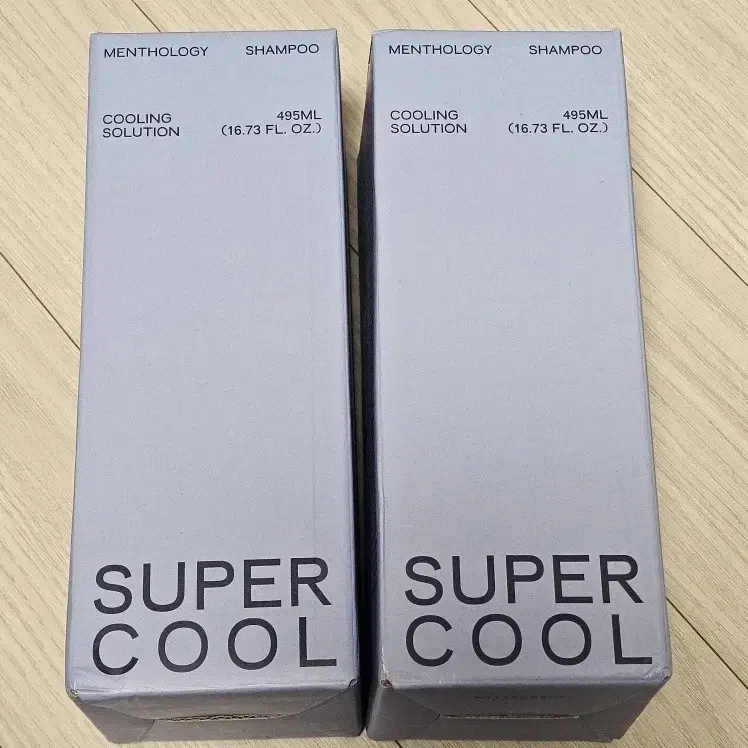 MENTHOLOGY SHAMPOO
COOLING 495ML
SOLUTION (16.73 FL. OZ.)
SUPER
COOL
MENTHOLOGY SHAMPOO
COOLING 495ML
SOLUTION (16.73 FL. OZ.)
SUPER
COOL